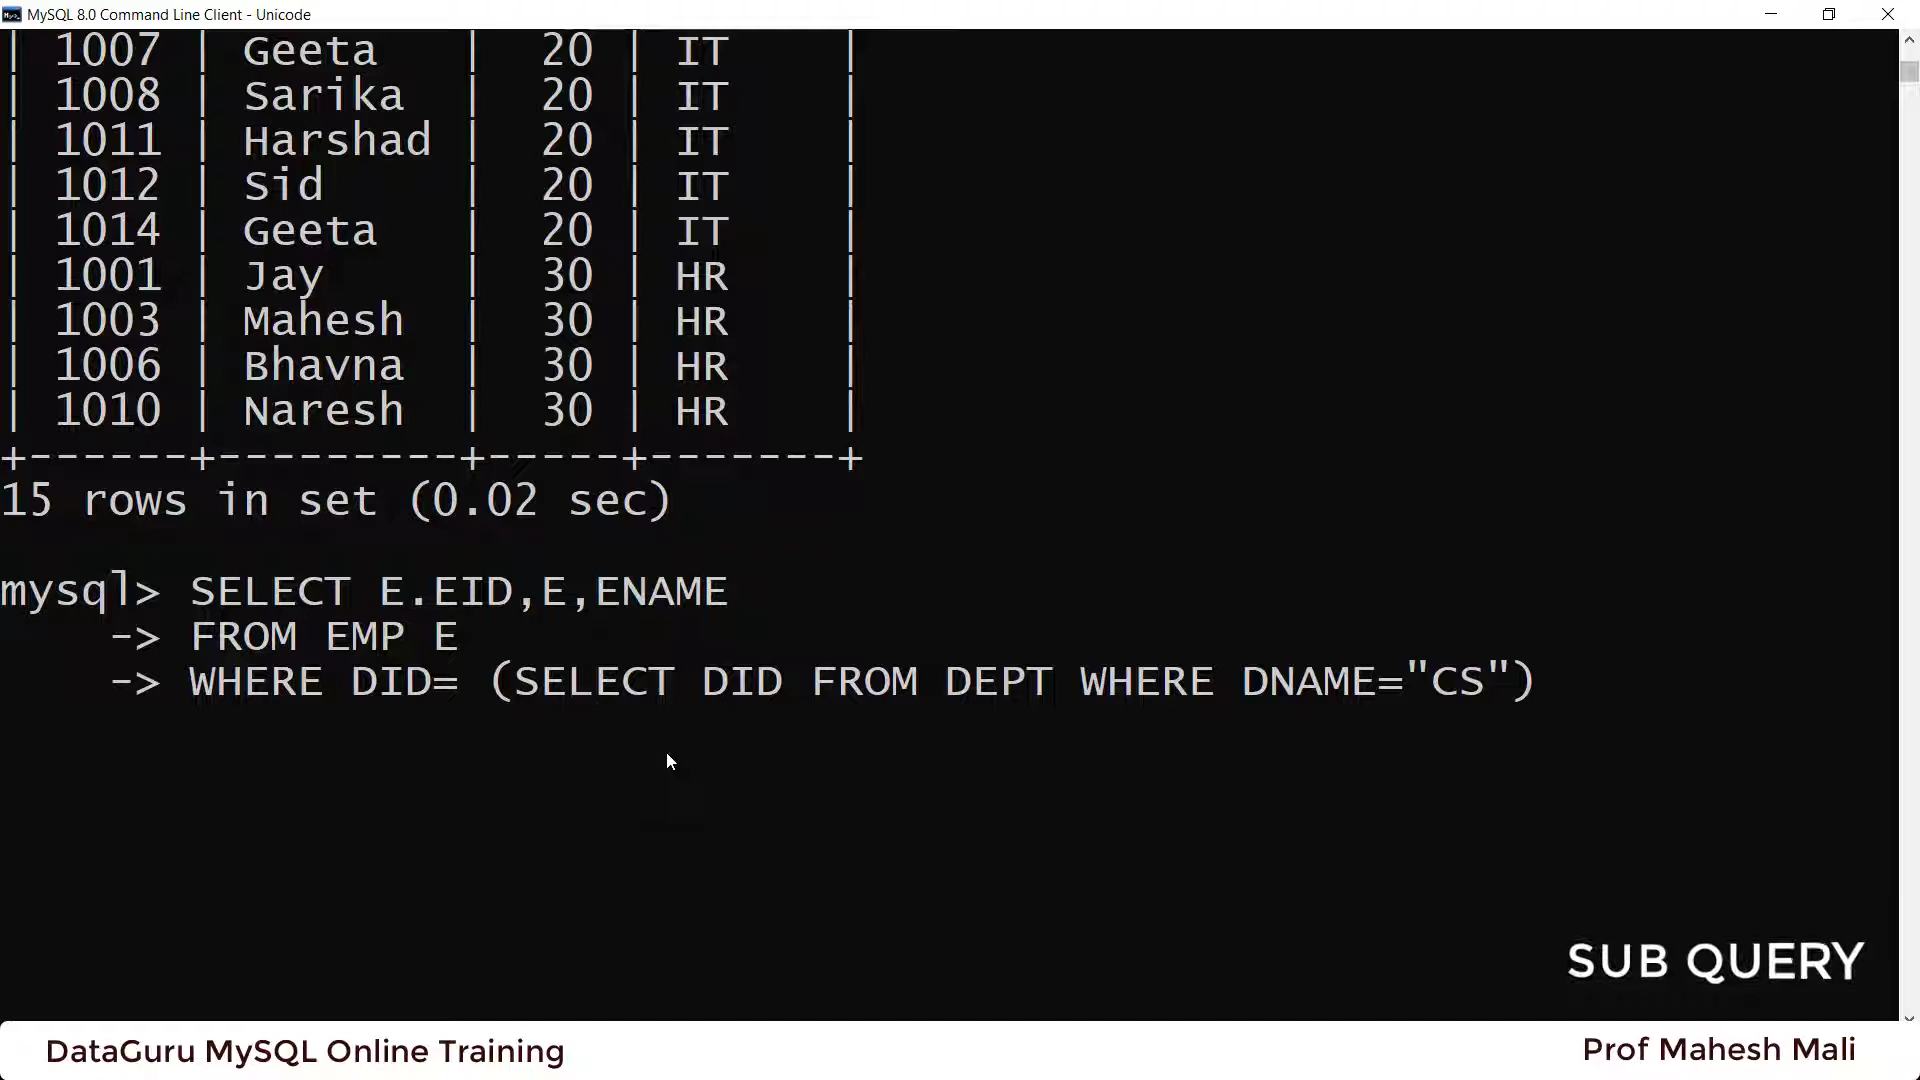 MySQL 8.0 Command Line Client - Unicode
| 1007 | Geeta | 20 | IT |
| 1008 | Sarika | 20 | IT |
| 1011 | Harshad | 20 | IT |
| 1012 | Sid | 20 | IT |
| 1014 | Geeta | 20 | IT |
| 1001 | Jay | 30 | HR |
| 1003 | Mahesh | 30 | HR |
| 1006 | Bhavna | 30 | HR |
| 1010 | Naresh | 30 | HR |
+------+---------+-----+-------+
15 rows in set (0.02 sec)
mysql> SELECT E.EID,E,ENAME
-> FROM EMP E
-> WHERE DID= (SELECT DID FROM DEPT WHERE DNAME="CS")
SUB QUERY
DataGuru MySQL Online Training
Prof Mahesh Mali